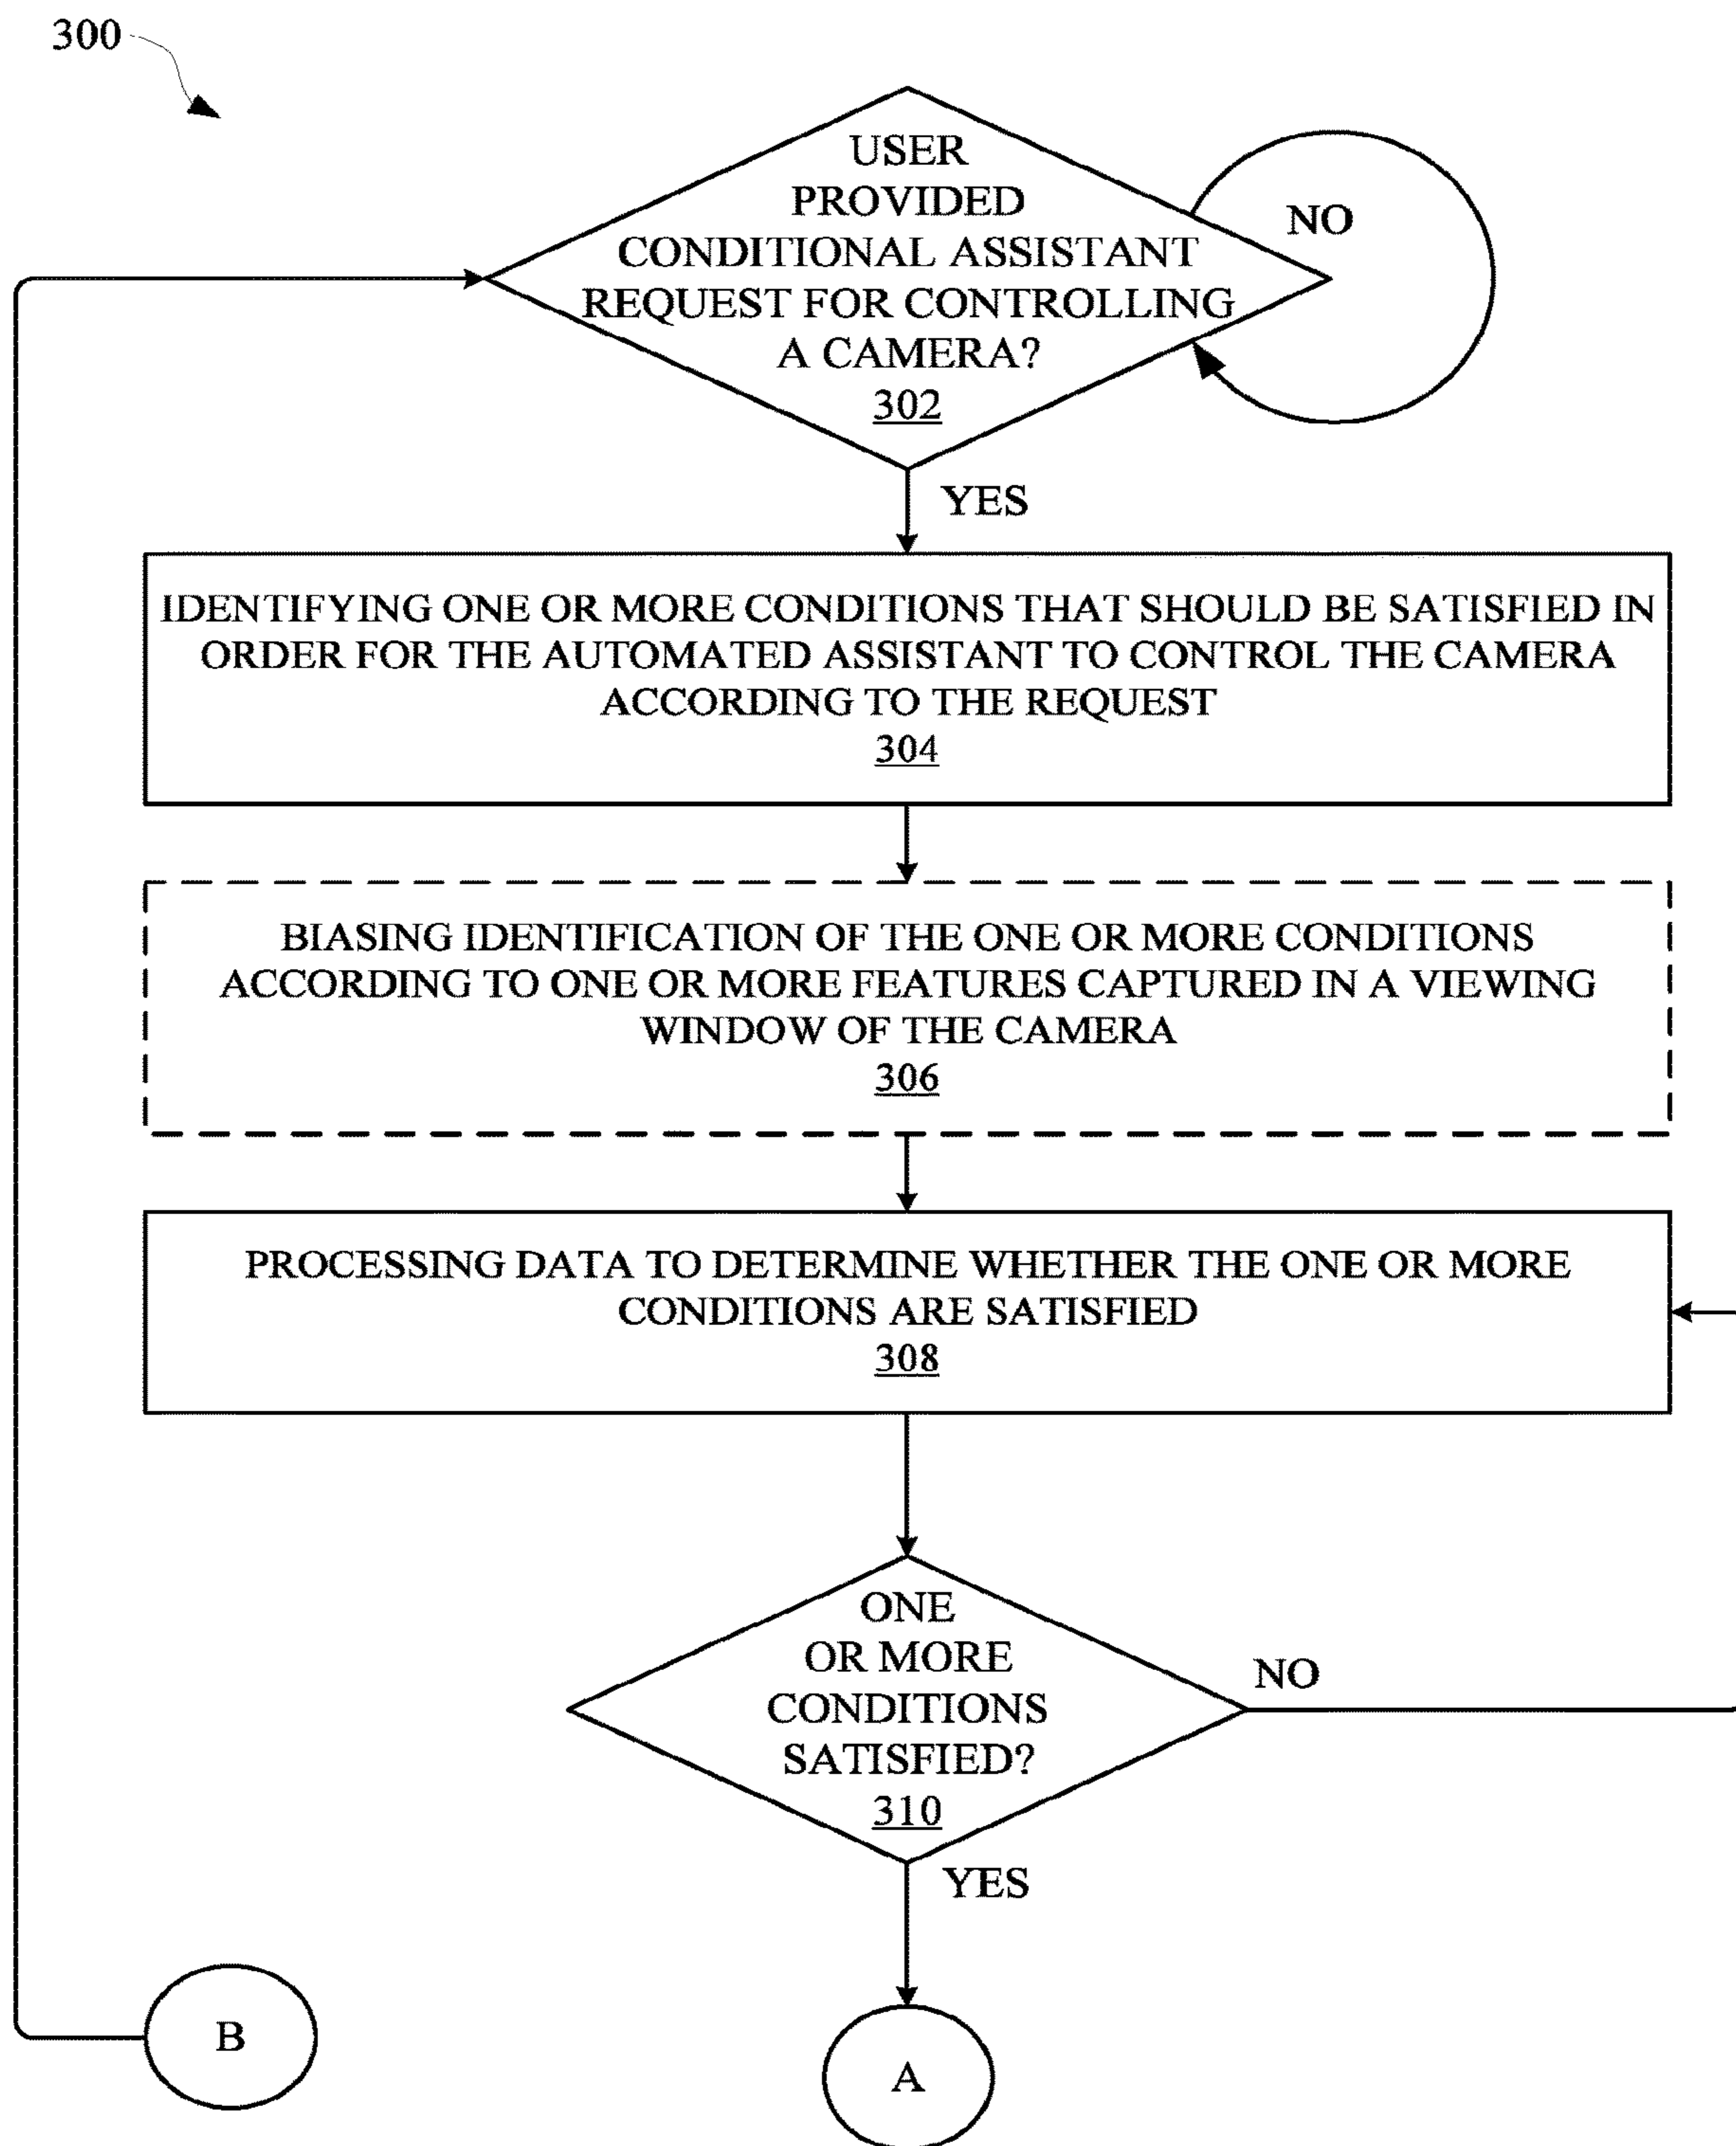 300
USER
PROVIDED
CONDITIONAL ASSISTANT
REQUEST FOR CONTROLLING
A CAMERA?
302
NO
YES
IDENTIFYING ONE OR MORE CONDITIONS THAT SHOULD BE SATISFIED IN
ORDER FOR THE AUTOMATED ASSISTANT TO CONTROL THE CAMERA
ACCORDING TO THE REQUEST
304
BIASING IDENTIFICATION OF THE ONE OR MORE CONDITIONS
ACCORDING TO ONE OR MORE FEATURES CAPTURED IN A VIEWING
WINDOW OF THE CAMERA
306
PROCESSING DATA TO DETERMINE WHETHER THE ONE OR MORE
CONDITIONS ARE SATISFIED
308
ONE
OR MORE
CONDITIONS
SATISFIED?
310
NO
YES
B
A